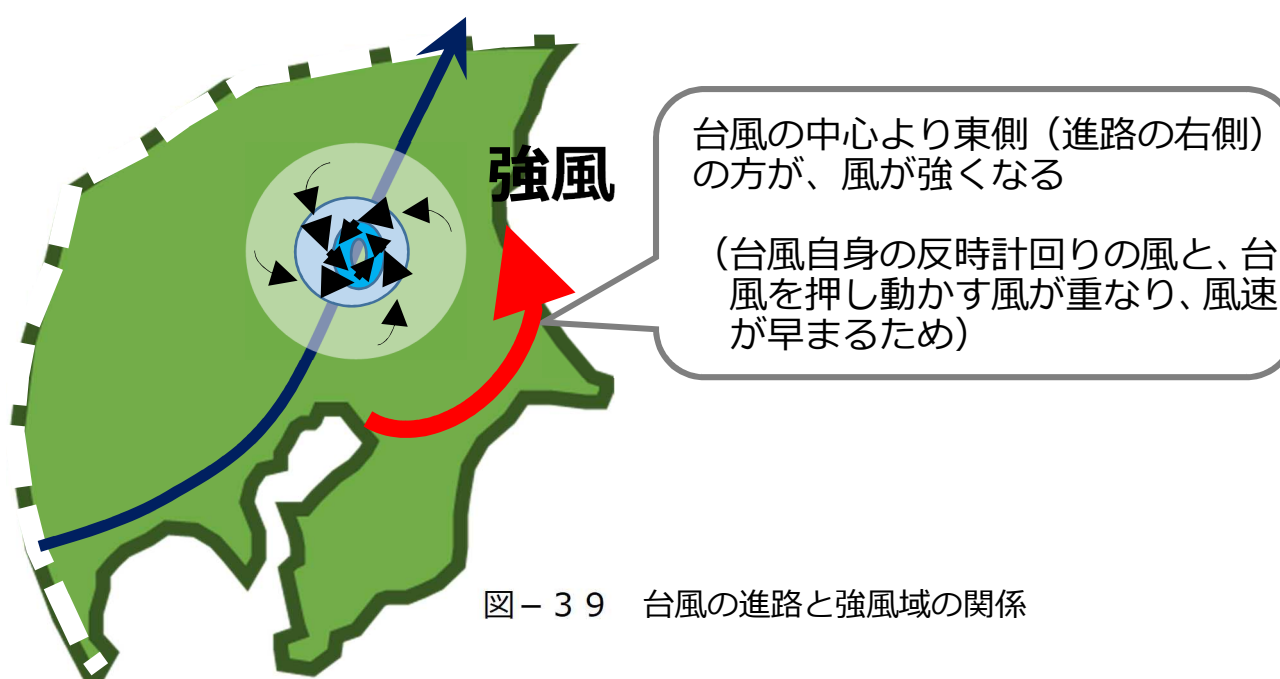 強風
台風の中心より東側（進路の右側）
の方が、風が強くなる
（台風自身の反時計回りの風と、台
風を押し動かす風が重なり、風速
が早まるため）
図－３９　台風の進路と強風域の関係